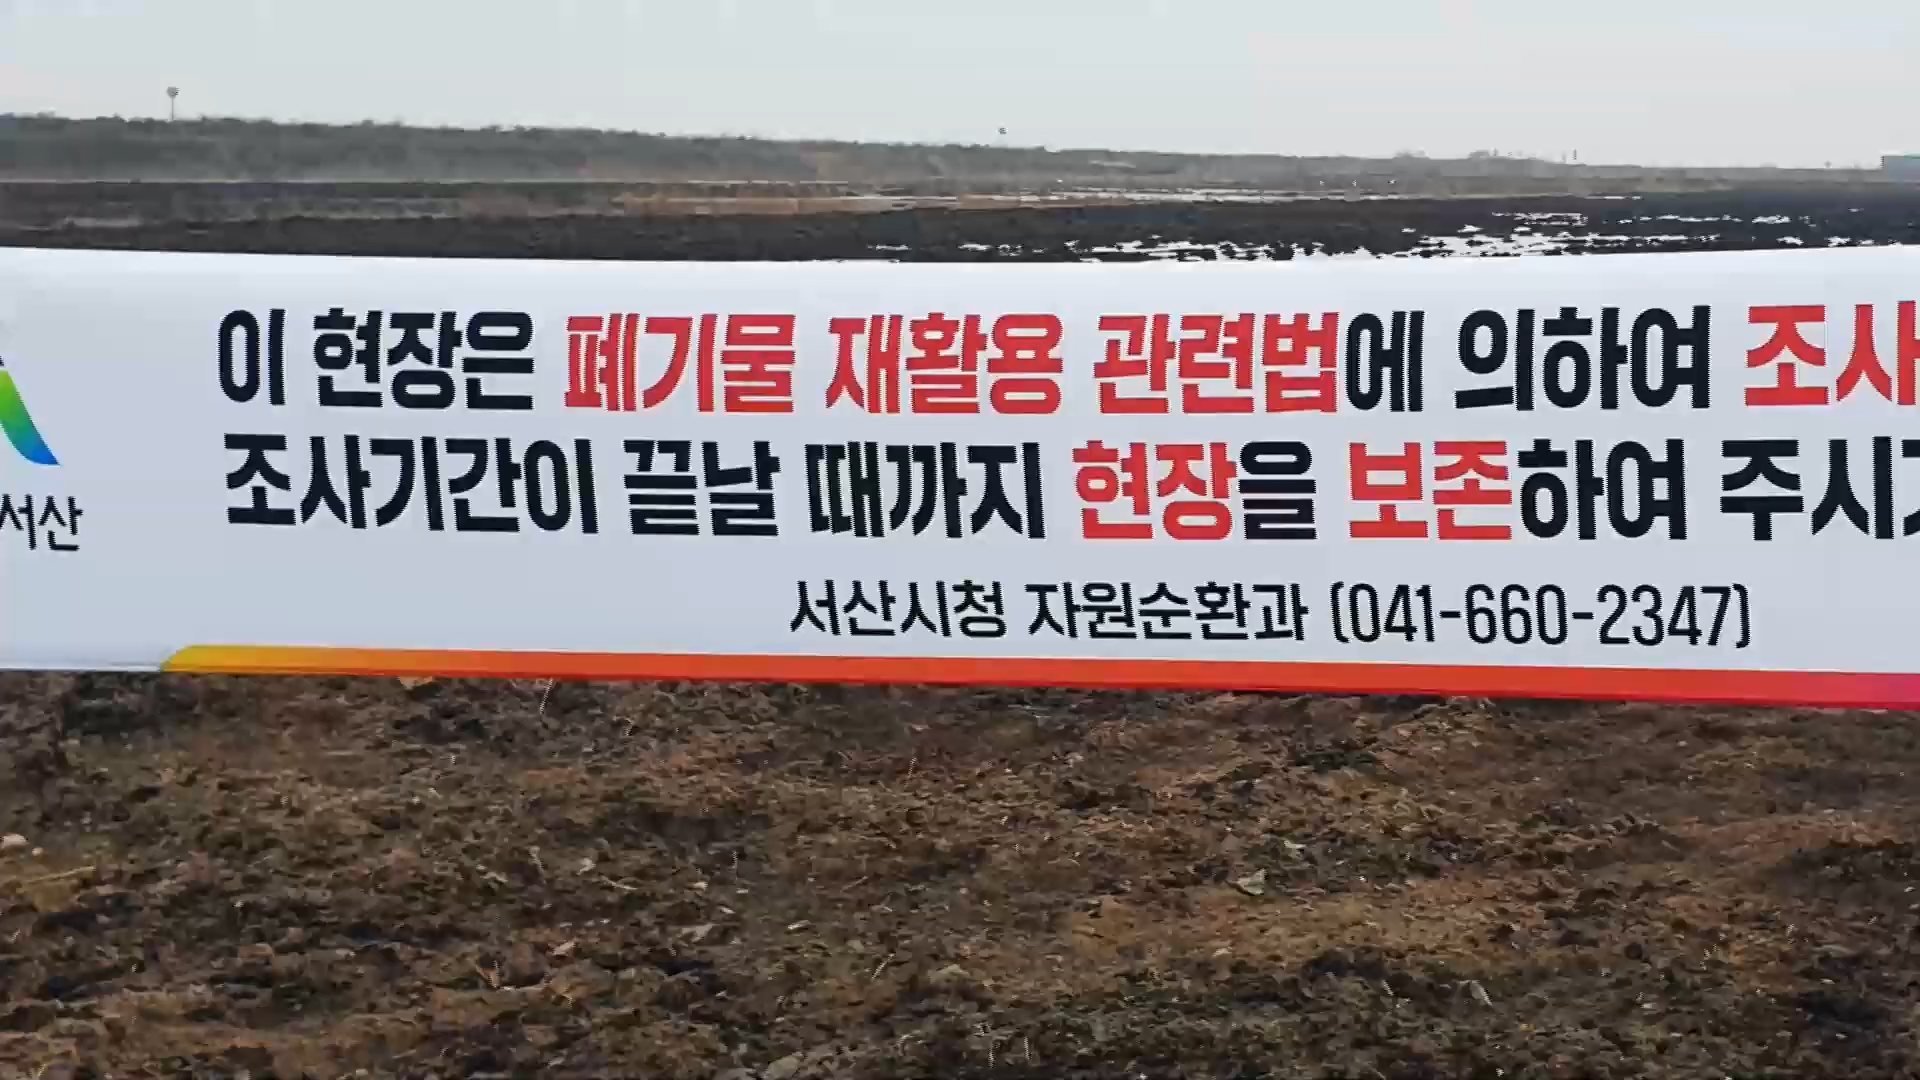 이 현장은 폐기물 재활용 관련법에 의하여 조사
조사기간이 끝날 때까지 현장을 보존하여 주시
서산시청 자원순환과 (041-660-2347)
서산